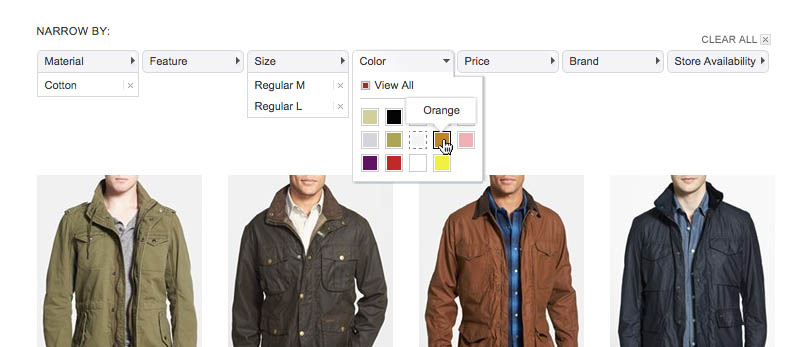 NARROW BY:
CLEAR ALL
Material Feature Size Color Price Brand Store Availability
Cotton Regular M View All
Regular L Orange